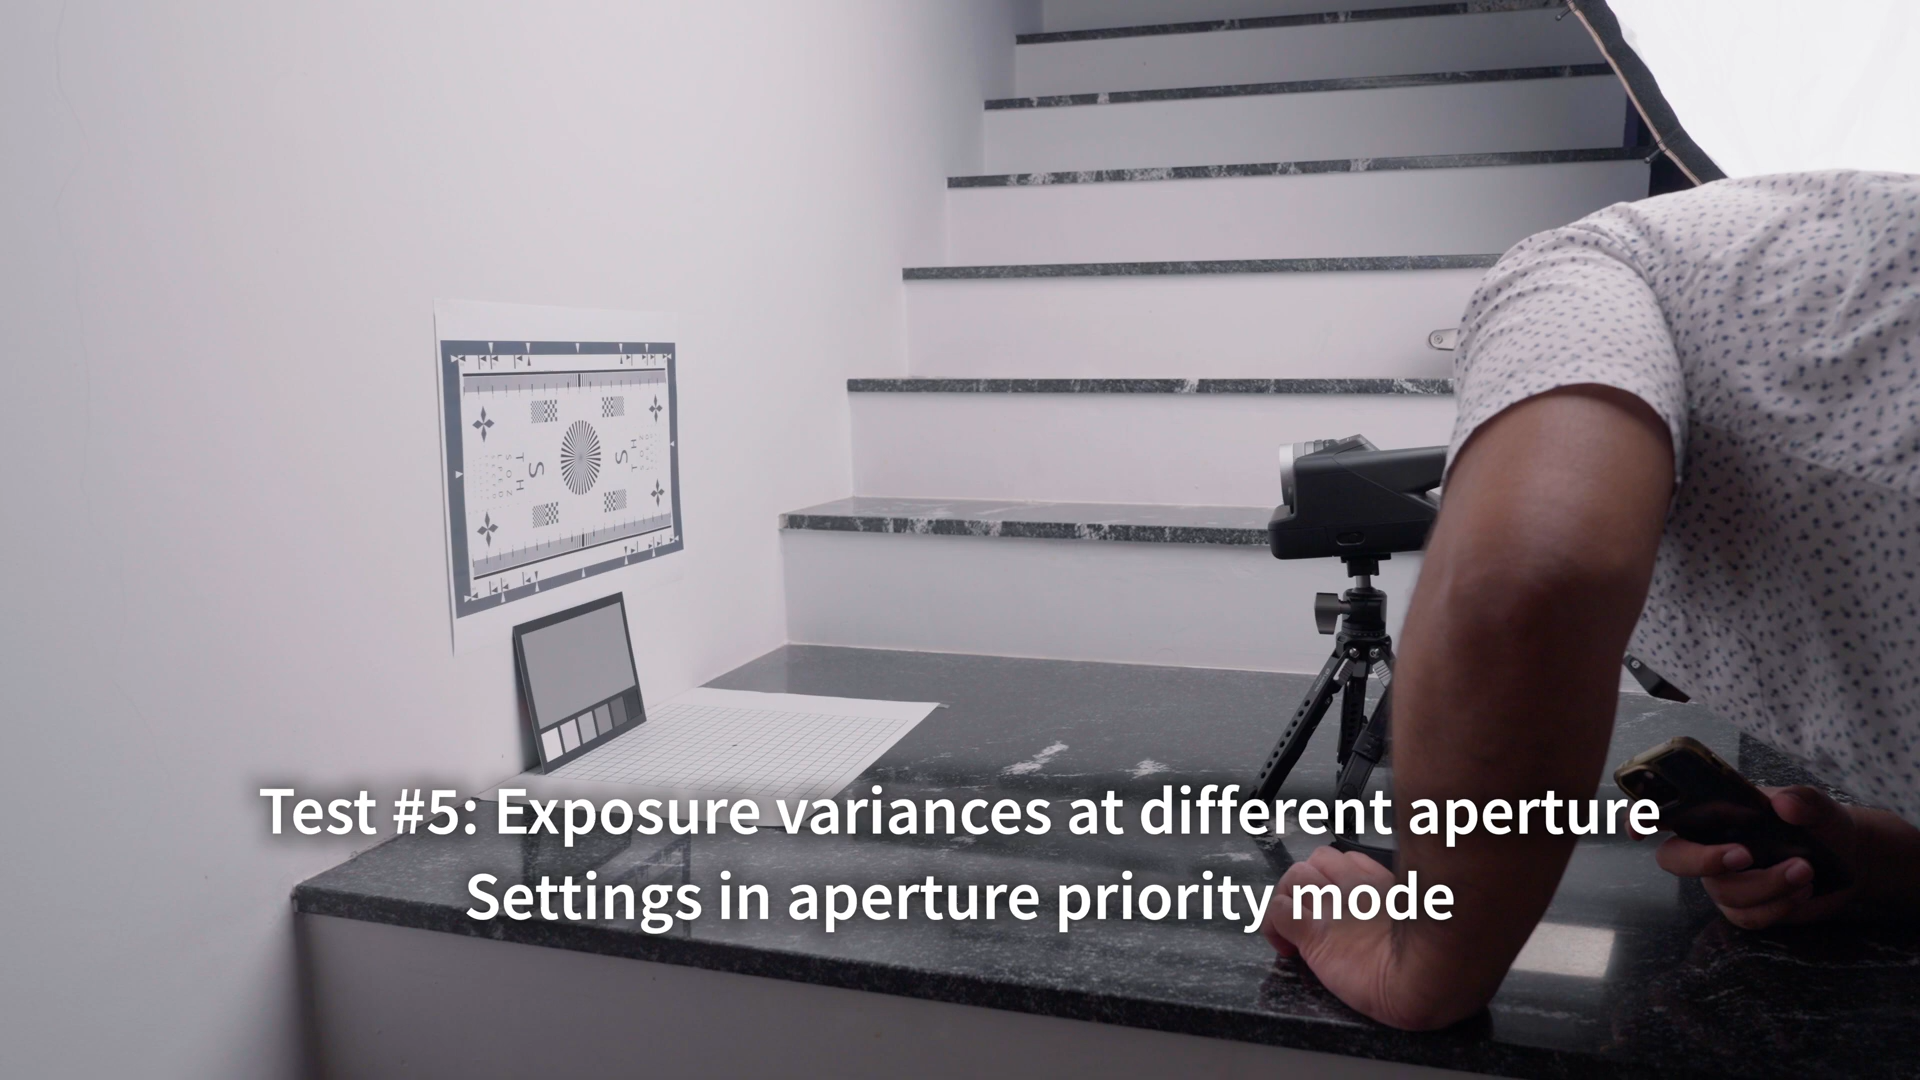 Test #5: Exposure variances at different aperture
Settings in aperture priority mode